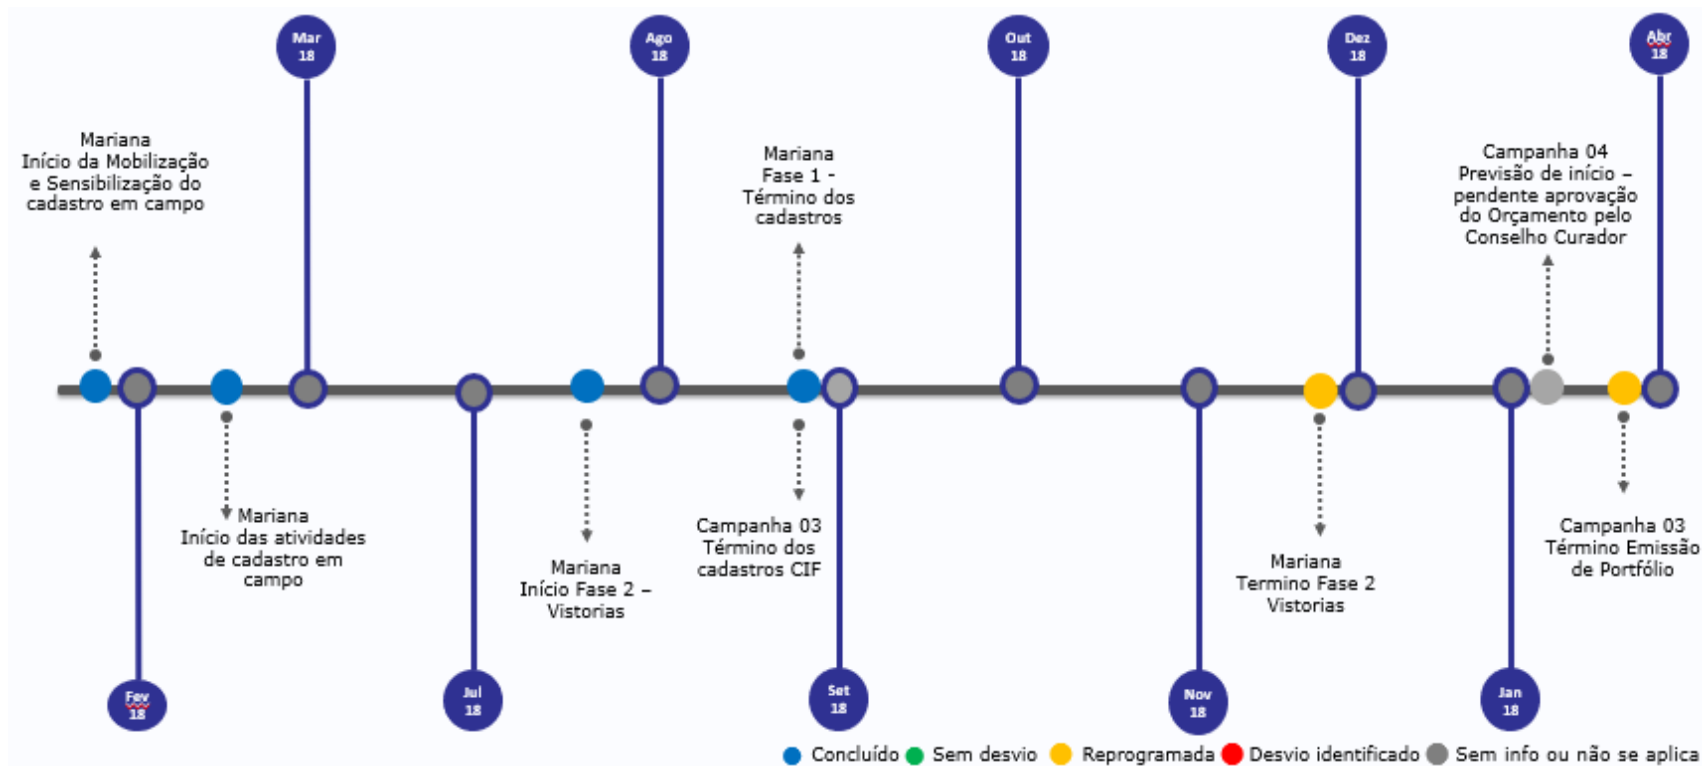 Mar
18
Ago
18
Out
18
Dez
18
Abr
18
Mariana
Início da Mobilização
e Sensibilização do
cadastro em campo
Mariana
Fase 1 -
Término dos
cadastros
Campanha 04
Previsão de início –
pendente aprovação
do Orçamento pelo
Conselho Curador
Mariana
Início das atividades
de cadastro em
campo
Mariana
Início Fase 2 –
Vistorias
Campanha 03
Término dos
cadastros CIF
Mariana
Termino Fase 2
Vistorias
Campanha 03
Término Emissão
de Portfólio
Fev
18
Jul
18
Set
18
Nov
18
Jan
18
Concluído Sem desvio Reprogramada Desvio identificado Sem info ou não se aplica